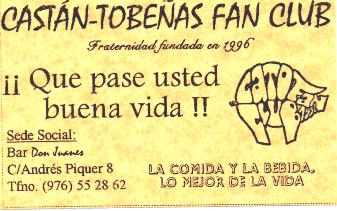 CASTÁN-TOBEÑAS FAN CLUB
Fraternidad fundada en 1996
¡¡ Que pase usted
buena vida !!
Sede Social:
Bar Don Juanes
C/Andrés Piquer 8
Tfno. (976) 55 28 62
LA COMIDA Y LA BEBIDA,
LO MEJOR DE LA VIDA